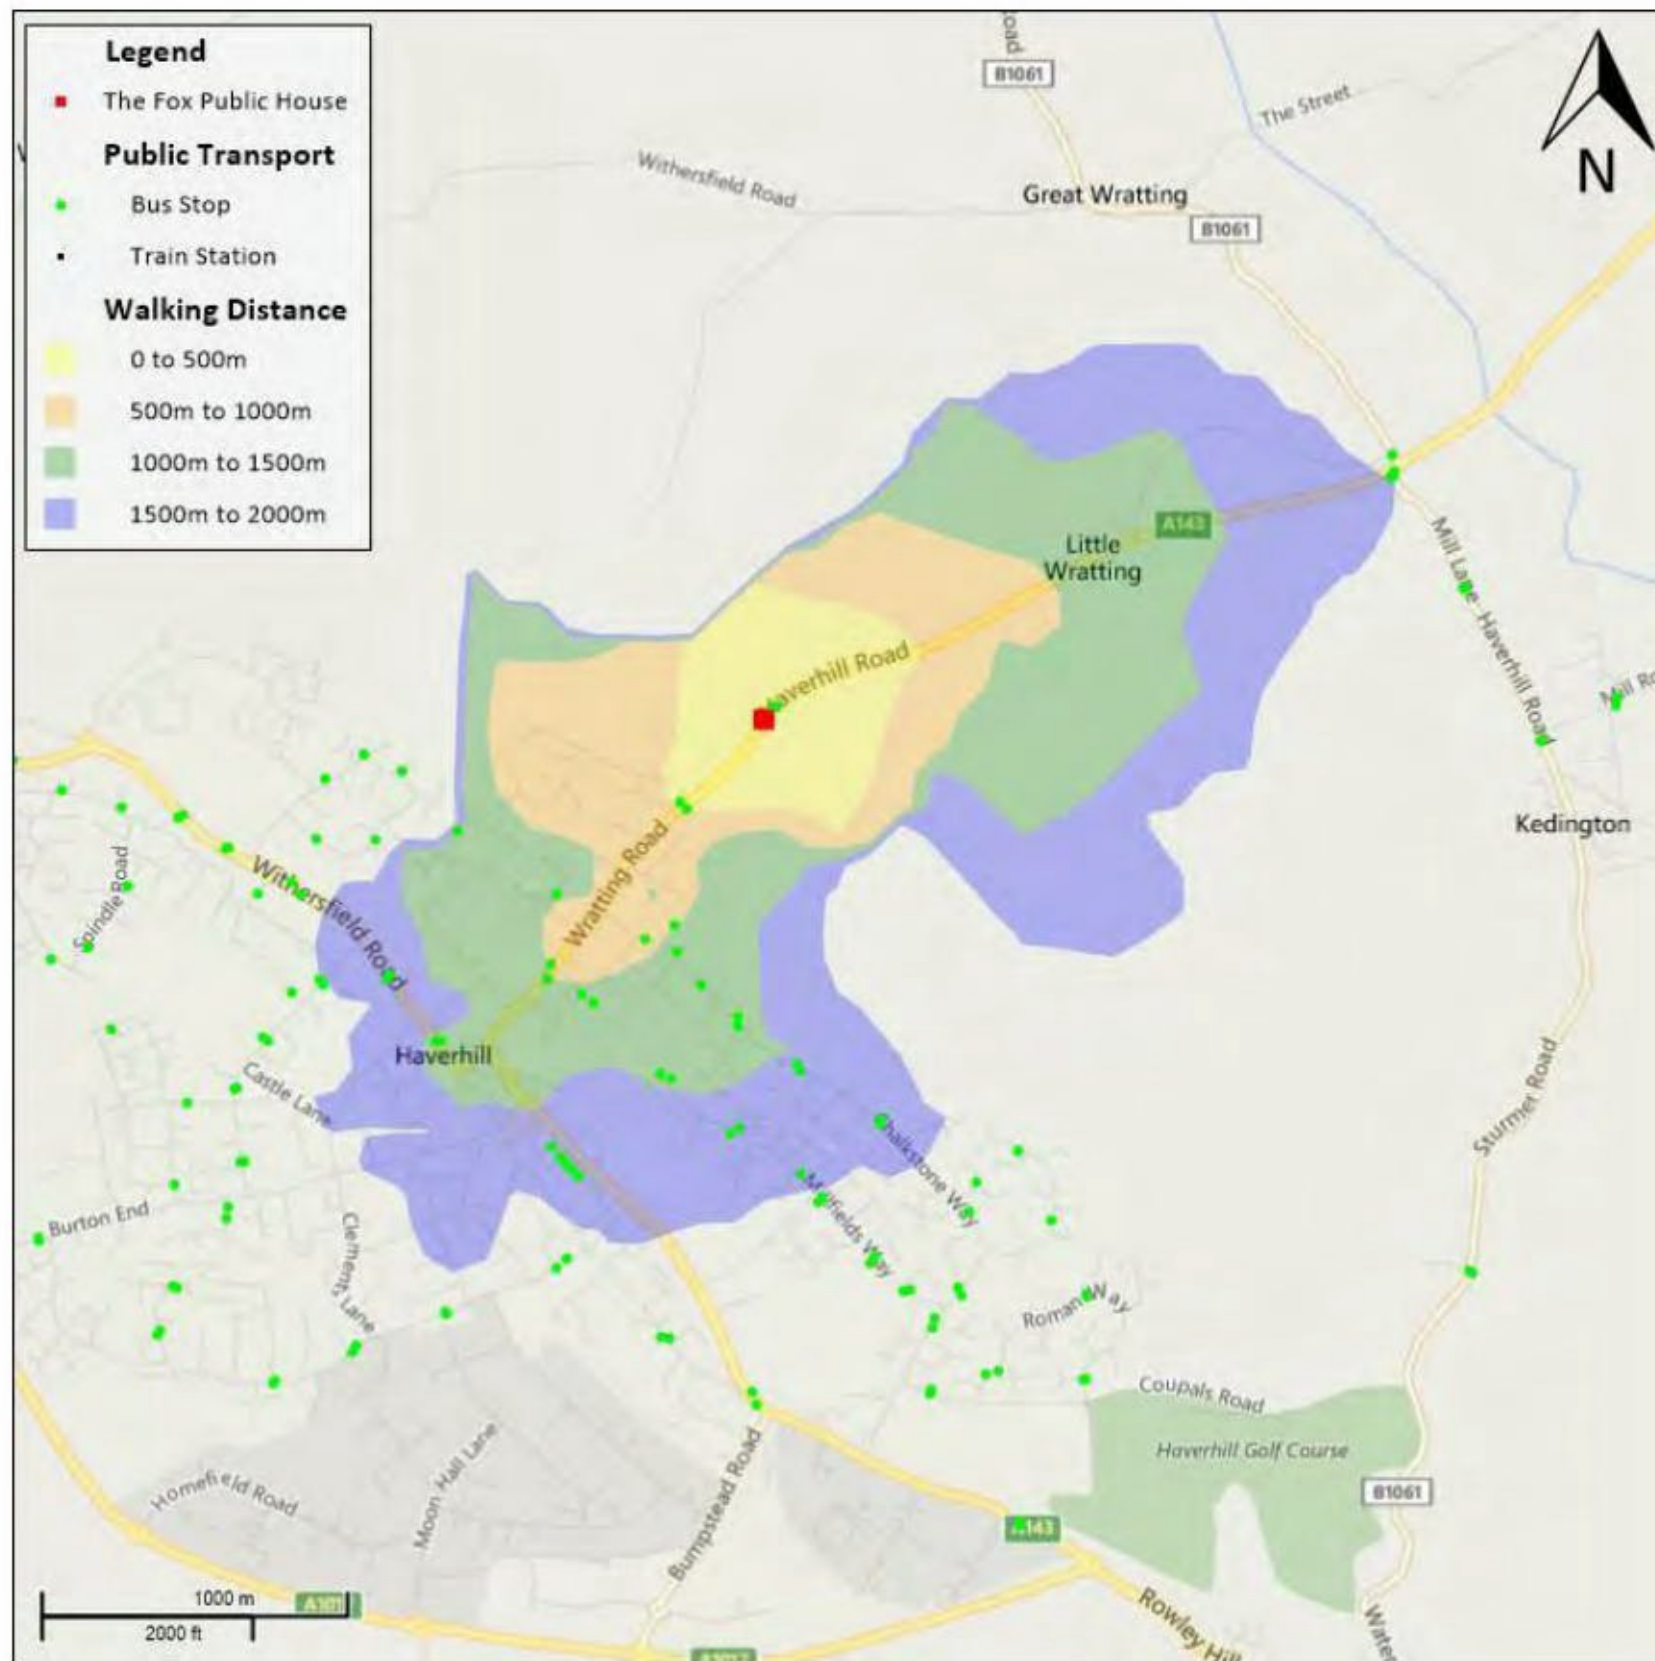 Legend
The Fox Public House
Public Transport
Bus Stop
Train Station
Walking Distance
0 to 500m
500m to 1000m
1000m to 1500m
1500m to 2000m
B1061
The Street
N
Withersfield Road
Great Wratting
B1061
A143
Little
Wratting
Mill Lane
Haverhill Road
Haverhill Road
Kedington
Wratting Road
Withersfield Road
Spindle Road
Haverhill
Castle Lane
Sturmer Road
Chalkstone Way
Millfields Way
Burton End
Clements Lane
Roman Way
Coupals Road
Haverhill Golf Course
B1061
Homefield Road
Moon Hall Lane
Bumpstead Road
A143
1000 m
2000 ft
Rowley Hill